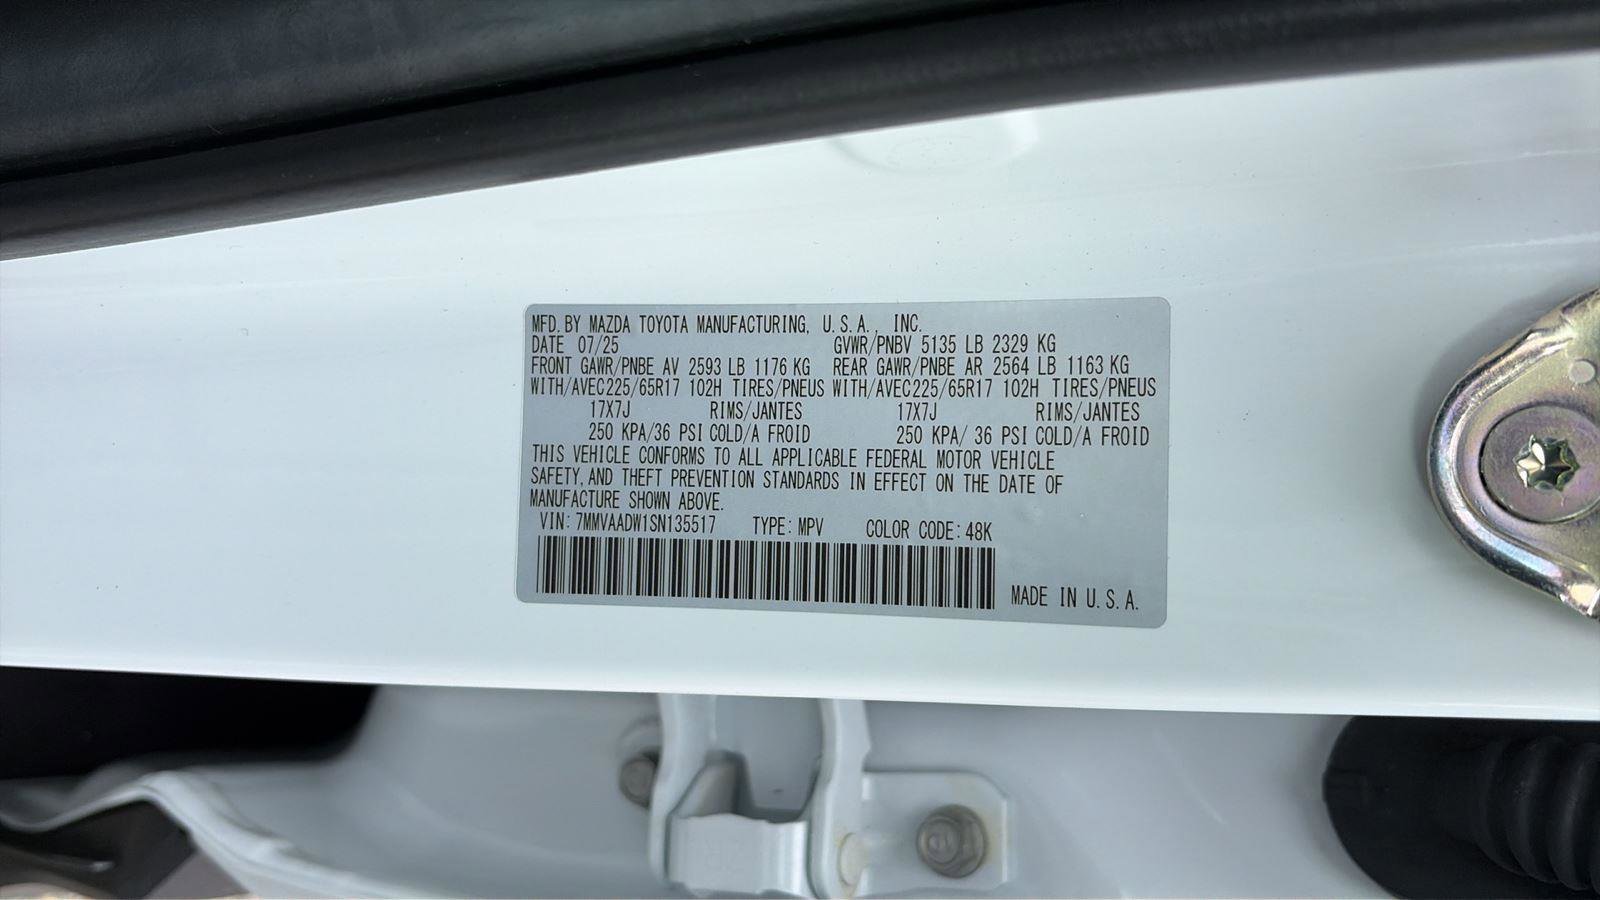 MFD. BY MAZDA TOYOTA MANUFACTURING, U.S.A., INC.
DATE 07/25 GVWR/PNBV 5135 LB 2329 KG
FRONT GAWR/PNBE AV 2593 LB 1176 KG REAR GAWR/PNBE AR 2564 LB 1163 KG
WITH/AVEC225/65R17 102H TIRES/PNEUS WITH/AVEC225/65R17 102H TIRES/PNEUS
17X7J RIMS/JANTES 17X7J RIMS/JANTES
250 KPA/36 PSI COLD/A FROID 250 KPA/ 36 PSI COLD/A FROID
THIS VEHICLE CONFORMS TO ALL APPLICABLE FEDERAL MOTOR VEHICLE
SAFETY, AND THEFT PREVENTION STANDARDS IN EFFECT ON THE DATE OF
MANUFACTURE SHOWN ABOVE.
VIN: 7MMVAADW1SN135517 TYPE: MPV COLOR CODE: 48K
MADE IN U.S.A.